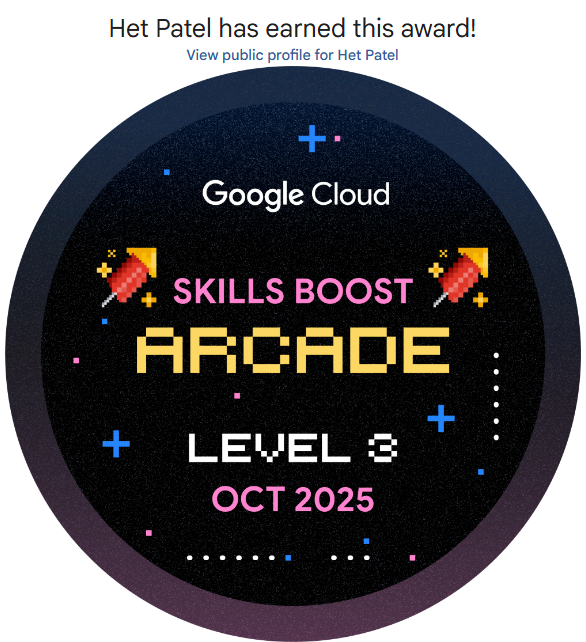 Het Patel has earned this award!
View public profile for Het Patel
Google Cloud
SKILLS BOOST
ARCADE
LEVEL 3
OCT 2025